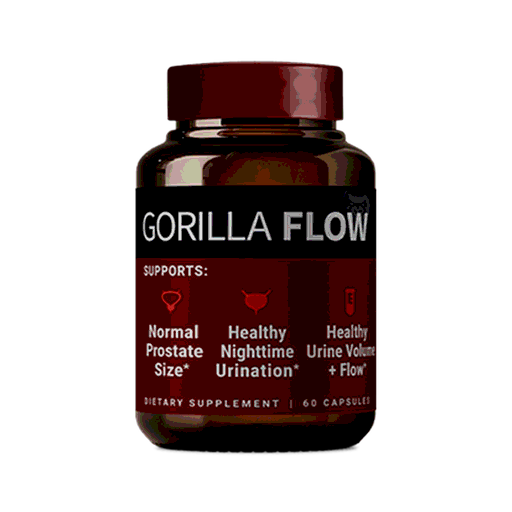 GORILLA FLOW
SUPPORTS:
Normal Prostate Size*
Healthy Nighttime Urination*
Healthy Urine Volume + Flow*
DIETARY SUPPLEMENT | 60 CAPSULES